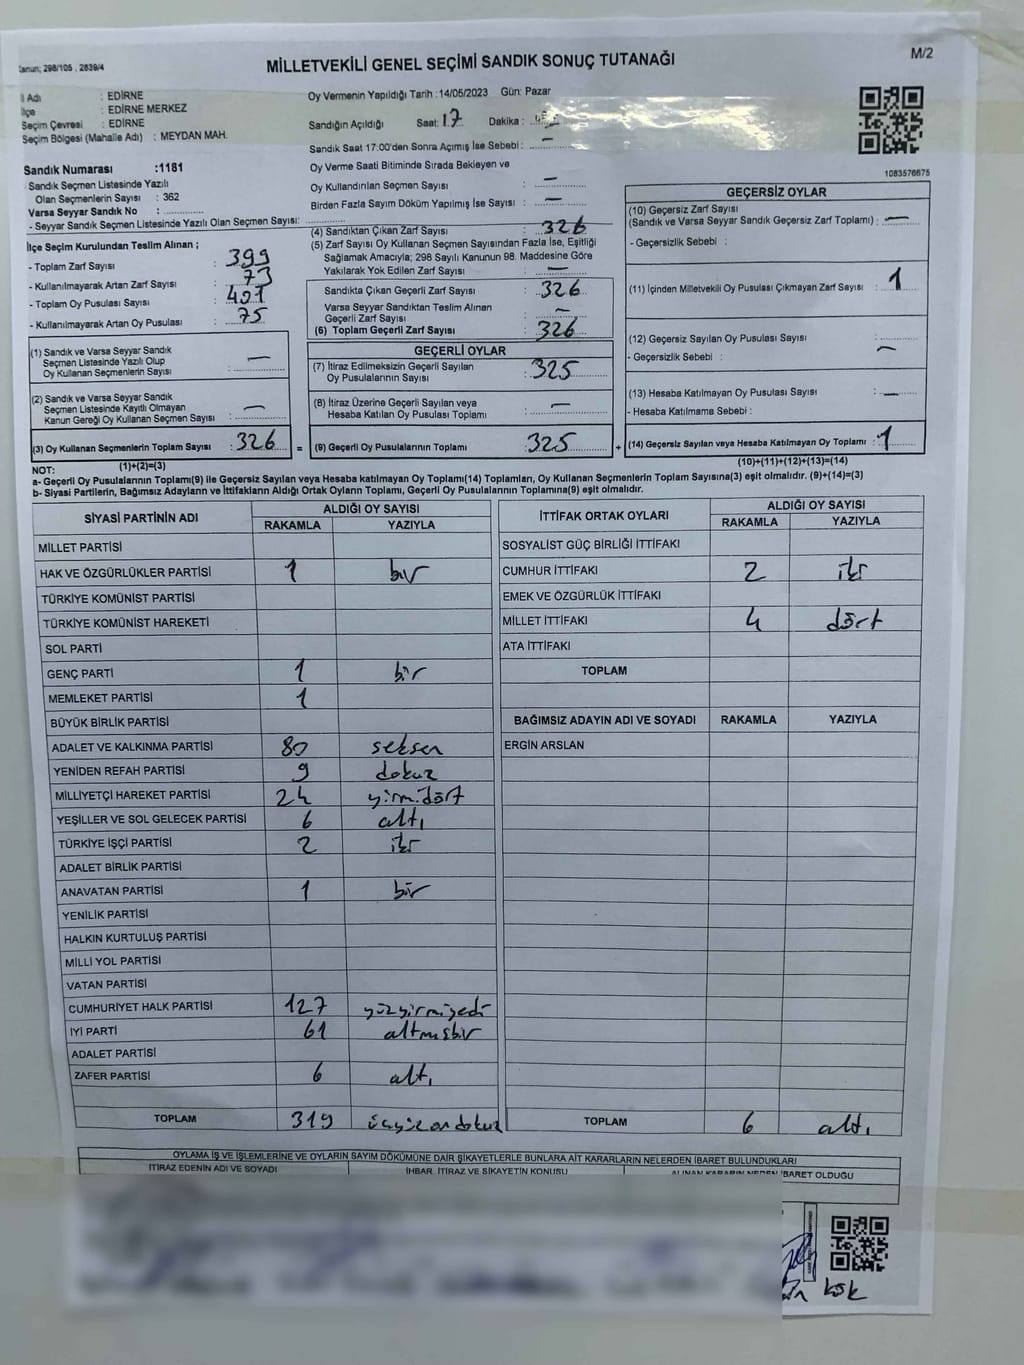 Kanun; 298/105 , 2839/4
MİLLETVEKİLİ GENEL SEÇİMİ SANDIK SONUÇ TUTANAĞI
M/2
İl Adı : EDİRNE
İlçe : EDİRNE MERKEZ
Seçim Çevresi : EDİRNE
Seçim Bölgesi (Mahalle Adı) : MEYDAN MAH.
Oy Vermenin Yapıldığı Tarih :14/05/2023 Gün: Pazar
Sandığın Açıldığı Saat: 17 Dakika :
Sandık Saat 17:00'den Sonra Açımış İse Sebebi : —
1083576675
Sandık Numarası :1181
Sandık Seçmen Listesinde Yazılı
Olan Seçmenlerin Sayısı : 362
Varsa Seyyar Sandık No :
- Seyyar Sandık Seçmen Listesinde Yazılı Olan Seçmen Sayısı:
Oy Verme Saati Bitiminde Sırada Bekleyen ve
Oy Kullandırılan Seçmen Sayısı : —
Birden Fazla Sayım Döküm Yapılmış İse Sayısı : —
(4) Sandıktan Çıkan Zarf Sayısı : 326
(5) Zarf Sayısı Oy Kullanan Seçmen Sayısından Fazla İse, Eşitliği
Sağlamak Amacıyla; 298 Sayılı Kanunun 98. Maddesine Göre
Yakılarak Yok Edilen Zarf Sayısı : —
İlçe Seçim Kurulundan Teslim Alınan ;
- Toplam Zarf Sayısı : 399
- Kullanılmayarak Artan Zarf Sayısı : 73
- Toplam Oy Pusulası Sayısı : 401
- Kullanılmayarak Artan Oy Pusulası : 75
Sandıkta Çıkan Geçerli Zarf Sayısı : 326
Varsa Seyyar Sandıktan Teslim Alınan
Geçerli Zarf Sayısı : —
(6) Toplam Geçerli Zarf Sayısı : 326
(1) Sandık ve Varsa Seyyar Sandık
Seçmen Listesinde Yazılı Olup
Oy Kullanan Seçmenlerin Sayısı : —
(2) Sandık ve Varsa Seyyar Sandık
Seçmen Listesinde Kayıtlı Olmayan
Kanun Gereği Oy Kullanan Seçmen Sayısı : —
(3) Oy Kullanan Seçmenlerin Toplam Sayısı : 326 =
(1)+(2)=(3)
GEÇERLİ OYLAR
(7) İtiraz Edilmeksizin Geçerli Sayılan
Oy Pusulalarının Sayısı : 325
(8) İtiraz Üzerine Geçerli Sayılan veya
Hesaba Katılan Oy Pusulası Toplamı : —
(9) Geçerli Oy Pusulalarının Toplamı : 325 +
GEÇERSİZ OYLAR
(10) Geçersiz Zarf Sayısı
(Sandık ve Varsa Seyyar Sandık Geçersiz Zarf Toplamı) : —
- Geçersizlik Sebebi :
(11) İçinden Milletvekili Oy Pusulası Çıkmayan Zarf Sayısı : 1
(12) Geçersiz Sayılan Oy Pusulası Sayısı : —
- Geçersizlik Sebebi :
(13) Hesaba Katılmayan Oy Pusulası Sayısı : —
- Hesaba Katılmama Sebebi :
(14) Geçersiz Sayılan veya Hesaba Katılmayan Oy Toplamı : 1
(10)+(11)+(12)+(13)=(14)
NOT:
a- Geçerli Oy Pusulalarının Toplamı(9) ile Geçersiz Sayılan veya Hesaba katılmayan Oy Toplamı(14) Toplamları, Oy Kullanan Seçmenlerin Toplam Sayısına(3) eşit olmalıdır. (9)+(14)=(3)
b- Siyasi Partilerin, Bağımsız Adayların ve İttifakların Aldığı Ortak Oyların Toplamı, Geçerli Oy Pusulalarının Toplamına(9) eşit olmalıdır.
SİYASİ PARTİNİN ADI ALDIĞI OY SAYISI
RAKAMLA YAZIYLA
MİLLET PARTİSİ
HAK VE ÖZGÜRLÜKLER PARTİSİ 1 bir
TÜRKİYE KOMÜNİST PARTİSİ
TÜRKİYE KOMÜNİST HAREKETİ
SOL PARTİ
GENÇ PARTİ 1 bir
MEMLEKET PARTİSİ 1
BÜYÜK BİRLİK PARTİSİ
ADALET VE KALKINMA PARTİSİ 80 seksen
YENİDEN REFAH PARTİSİ 9 dokuz
MİLLİYETÇİ HAREKET PARTİSİ 24 yirmidört
YEŞİLLER VE SOL GELECEK PARTİSİ 6 altı
TÜRKİYE İŞÇİ PARTİSİ 2 iki
ADALET BİRLİK PARTİSİ
ANAVATAN PARTİSİ 1 bir
YENİLİK PARTİSİ
HALKIN KURTULUŞ PARTİSİ
MİLLİ YOL PARTİSİ
VATAN PARTİSİ
CUMHURİYET HALK PARTİSİ 127 yüzyirmiyedi
İYİ PARTİ 61 altmışbir
ADALET PARTİSİ
ZAFER PARTİSİ 6 altı
TOPLAM 319 üçyüzondokuz
İTTİFAK ORTAK OYLARI ALDIĞI OY SAYISI
RAKAMLA YAZIYLA
SOSYALİST GÜÇ BİRLİĞİ İTTİFAKI
CUMHUR İTTİFAKI 2 iki
EMEK VE ÖZGÜRLÜK İTTİFAKI
MİLLET İTTİFAKI 4 dört
ATA İTTİFAKI
TOPLAM
BAĞIMSIZ ADAYIN ADI VE SOYADI RAKAMLA YAZIYLA
ERGİN ARSLAN
TOPLAM 6 altı
OYLAMA İŞ VE İŞLEMLERİNE VE OYLARIN SAYIM DÖKÜMÜNE DAİR ŞİKAYETLERLE BUNLARA AİT KARARLARIN NELERDEN İBARET BULUNDUKLARI
İTİRAZ EDENİN ADI VE SOYADI İHBAR, İTİRAZ VE ŞİKAYETİN KONUSU ALINAN KARARIN NEDEN İBARET OLDUĞU